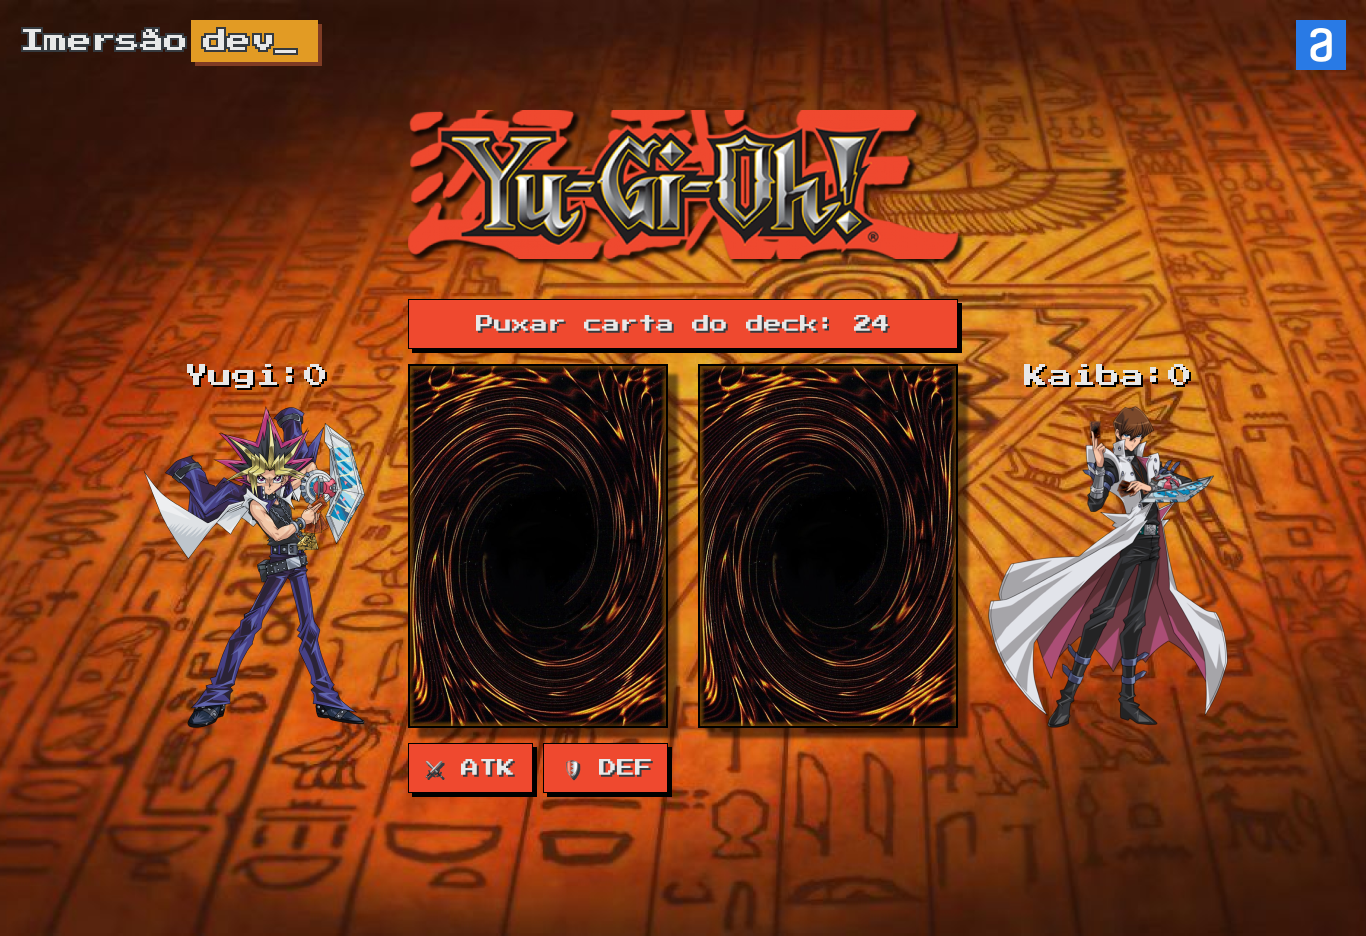 Imersão dev_
a
Yu-Gi-Oh!
®
Puxar carta do deck: 24
Yugi:0
Kaiba:0
ATK
DEF